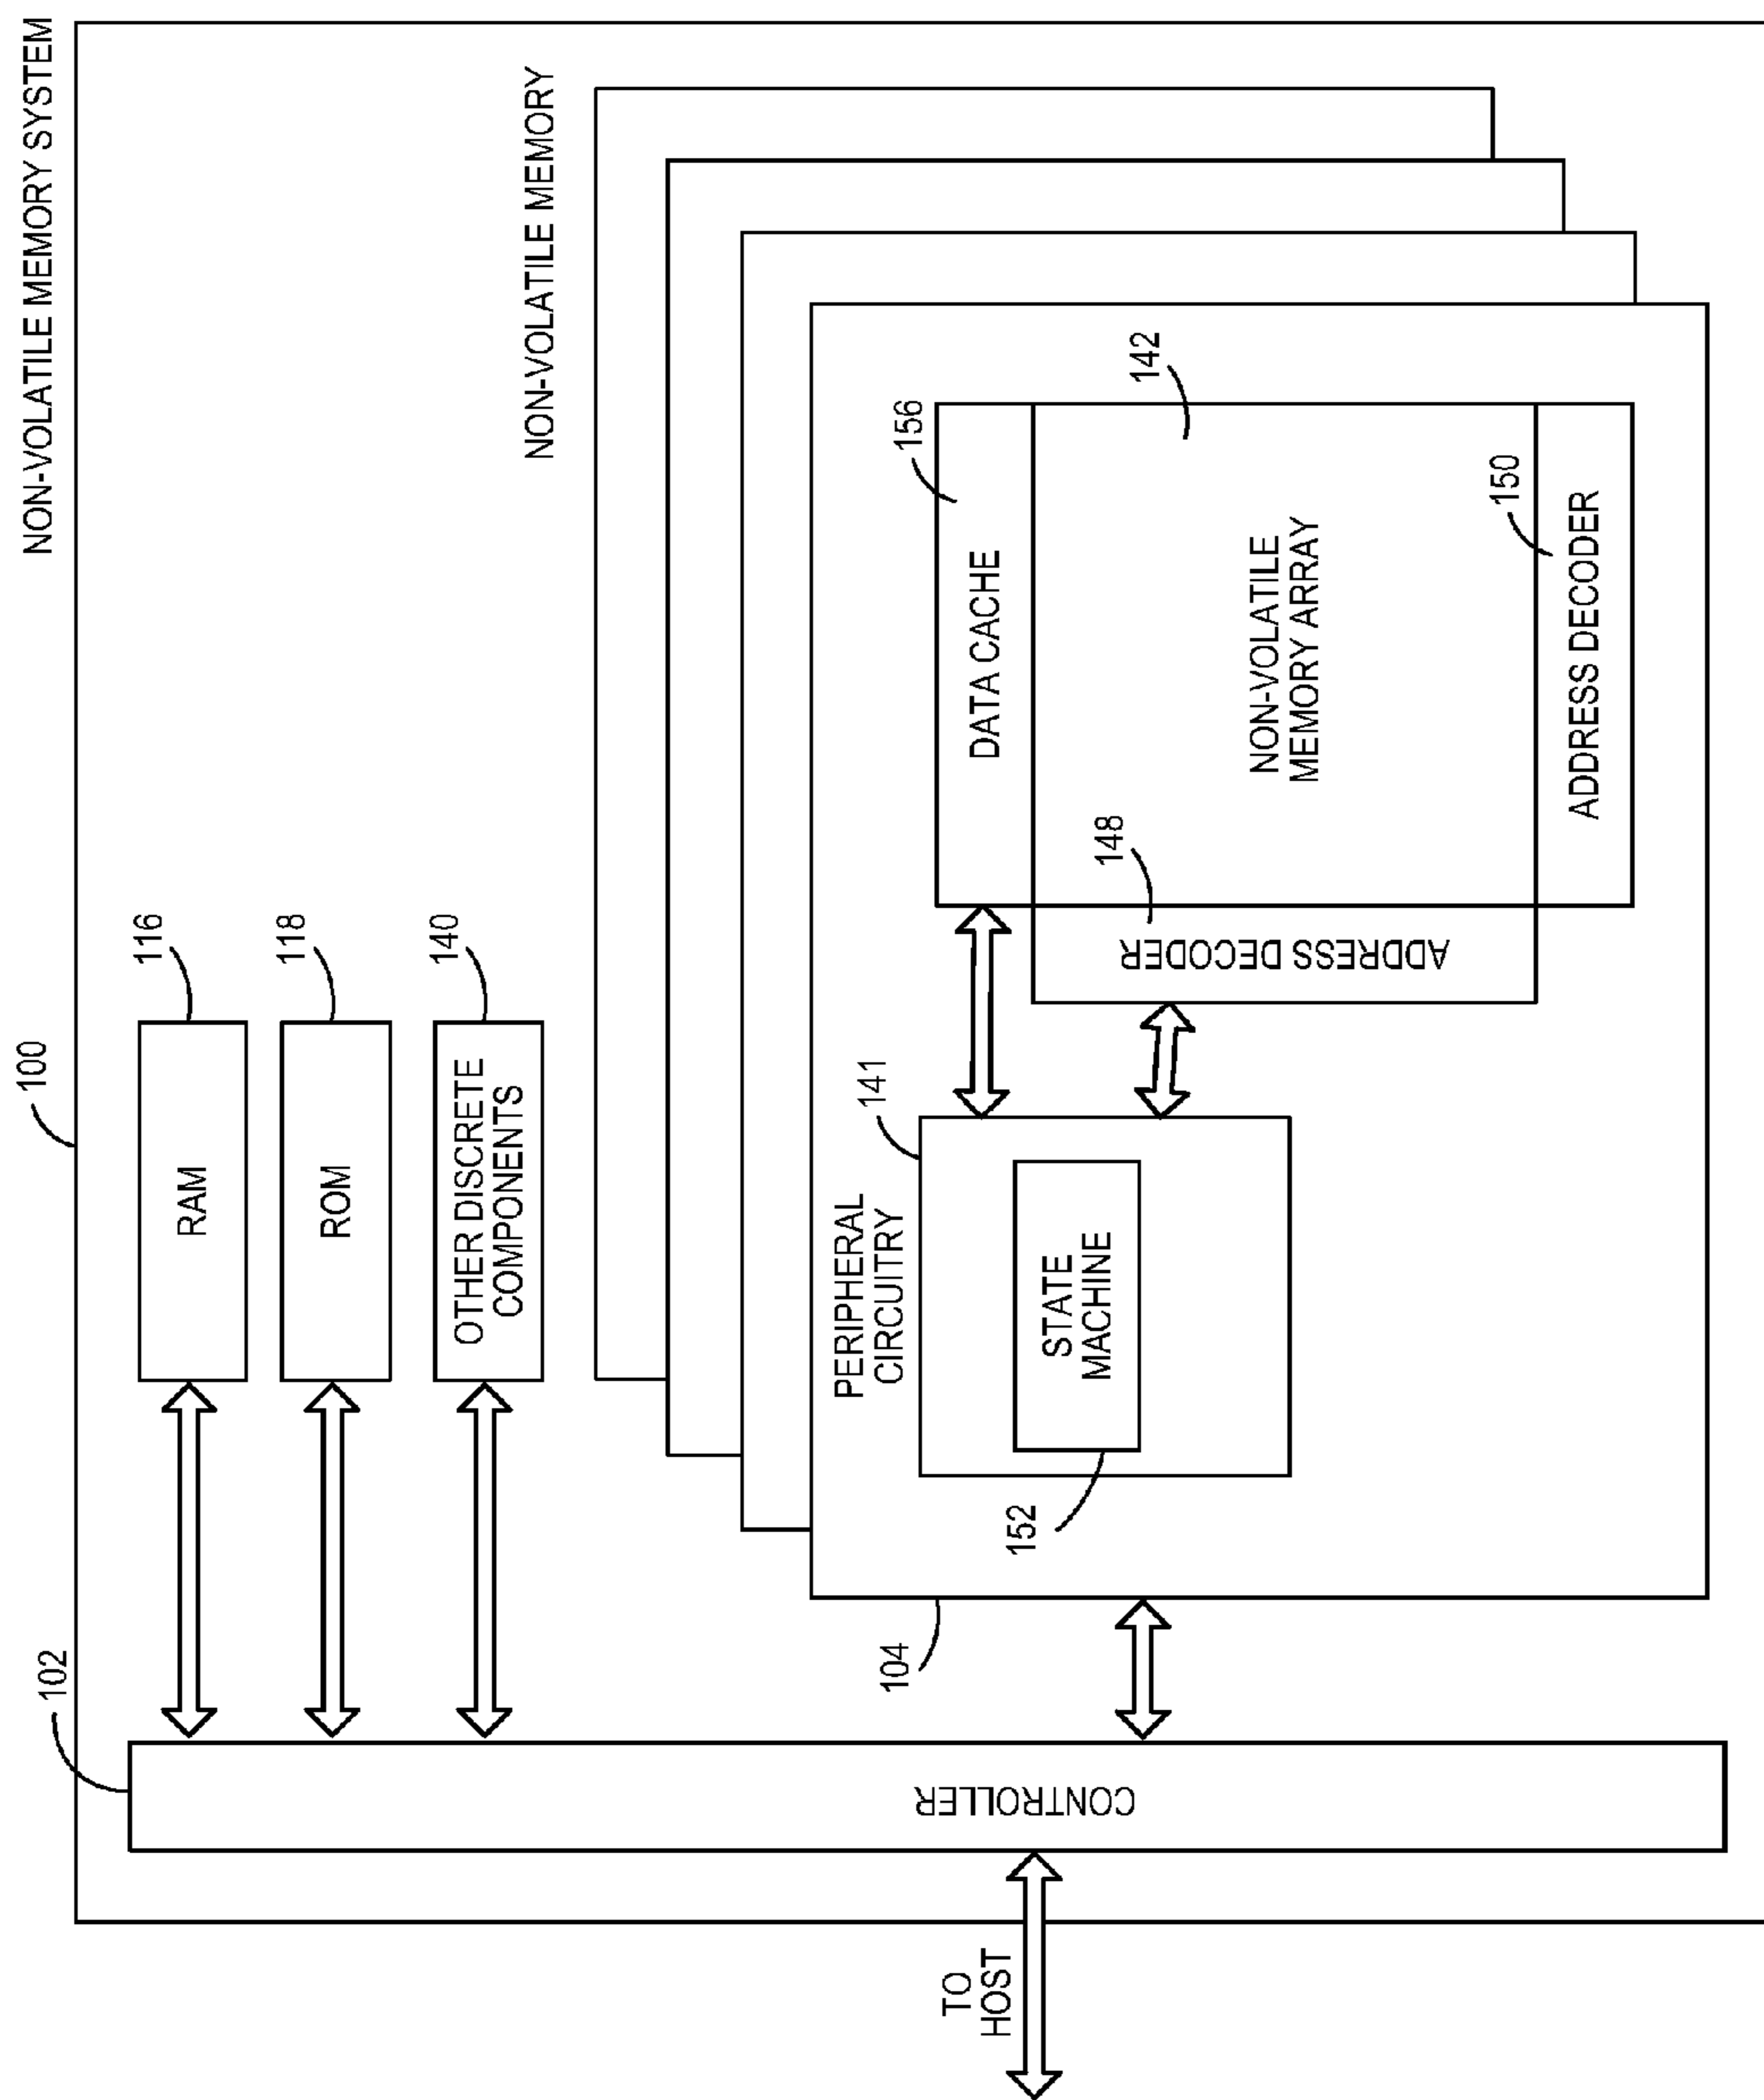 NON-VOLATILE MEMORY SYSTEM
100
102
116
RAM
118
ROM
140
OTHER DISCRETE
COMPONENTS
NON-VOLATILE MEMORY
CONTROLLER
TO
HOST
104
PERIPHERAL
CIRCUITRY
141
STATE
MACHINE
152
156
DATA CACHE
148
ADDRESS DECODER
142
NON-VOLATILE
MEMORY ARRAY
150
ADDRESS DECODER